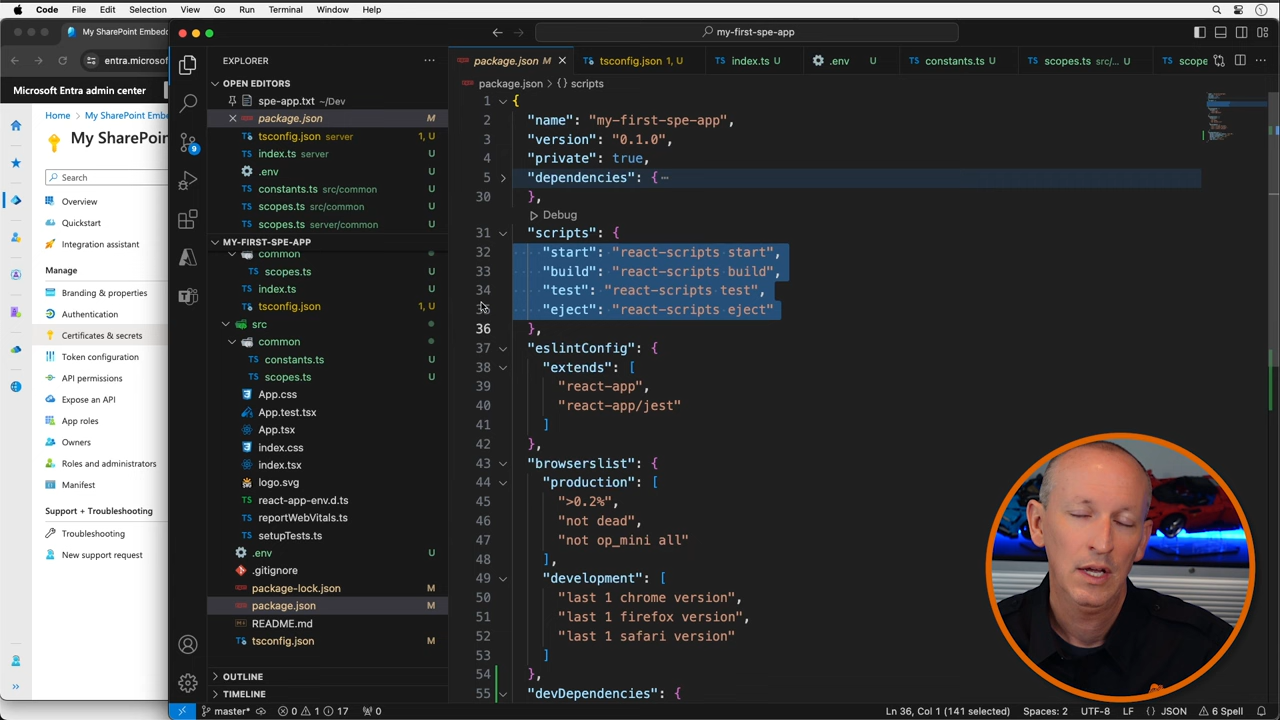 Code File Edit Selection View Go Run Terminal Window Help
My SharePoint Embedd
entra.microsof
Microsoft Entra admin center
Home > My SharePoint Emb
My SharePoin
Search
Overview
Quickstart
Integration assistant
Manage
Branding & properties
Authentication
Certificates & secrets
Token configuration
API permissions
Expose an API
App roles
Owners
Roles and administrators
Manifest
Support + Troubleshooting
Troubleshooting
New support request
my-first-spe-app
EXPLORER
OPEN EDITORS
spe-app.txt ~/Dev
package.json M
tsconfig.json server 1, U
index.ts server U
.env U
constants.ts src/common U
scopes.ts src/common U
scopes.ts server/common U
MY-FIRST-SPE-APP
common
scopes.ts U
index.ts U
tsconfig.json 1, U
src
common
constants.ts U
scopes.ts U
App.css
App.test.tsx
App.tsx
index.css
index.tsx
logo.svg
react-app-env.d.ts
reportWebVitals.ts
setupTests.ts
.env U
.gitignore
package-lock.json M
package.json M
README.md
tsconfig.json M
OUTLINE
TIMELINE
9
package.json M
tsconfig.json 1, U
index.ts U
.env U
constants.ts U
scopes.ts src/... U
scope
package.json > {} scripts
1 {
2 "name": "my-first-spe-app",
3 "version": "0.1.0",
4 "private": true,
5 "dependencies": { ...
30 },
Debug
31 "scripts": {
32 "start": "react-scripts start",
33 "build": "react-scripts build",
34 "test": "react-scripts test",
35 "eject": "react-scripts eject"
36 },
37 "eslintConfig": {
38 "extends": [
39 "react-app",
40 "react-app/jest"
41 ]
42 },
43 "browserslist": {
44 "production": [
45 ">0.2%",
46 "not dead",
47 "not op_mini all"
48 ],
49 "development": [
50 "last 1 chrome version",
51 "last 1 firefox version",
52 "last 1 safari version"
53 ]
54 },
55 "devDependencies": {
master* 0 1 17 0
Ln 36, Col 1 (141 selected) Spaces: 2 UTF-8 LF {} JSON 6 Spell